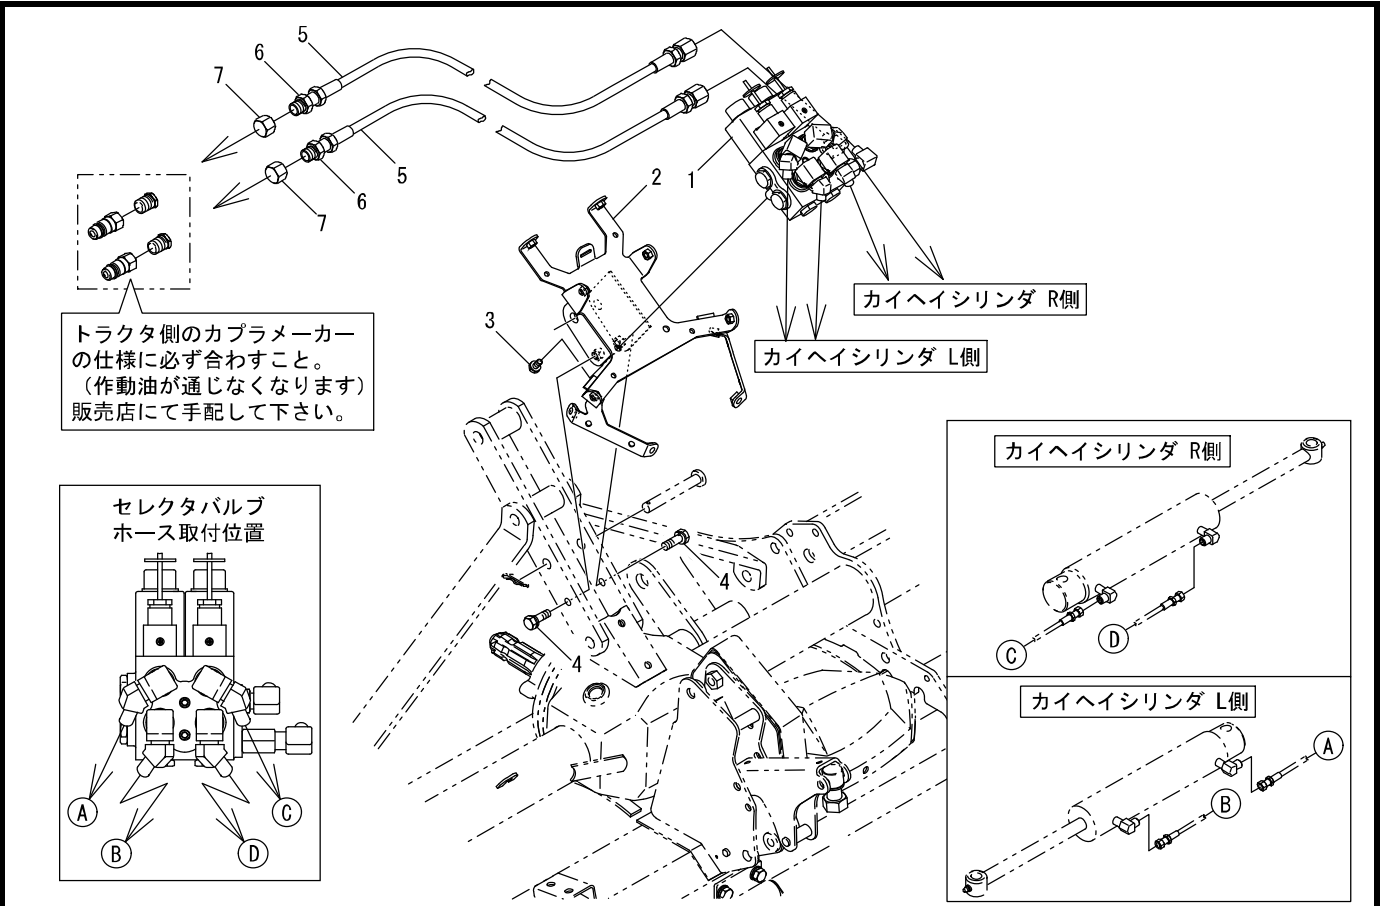 5
6
7
5
6
7
1
2
3
カイヘイシリンダ R側
カイヘイシリンダ L側
トラクタ側のカプラメーカー
の仕様に必ず合わすこと。
（作動油が通じなくなります）
販売店にて手配して下さい。
4
4
セレクタバルブ
ホース取付位置
A
B
C
D
カイヘイシリンダ R側
C
D
カイヘイシリンダ L側
A
B